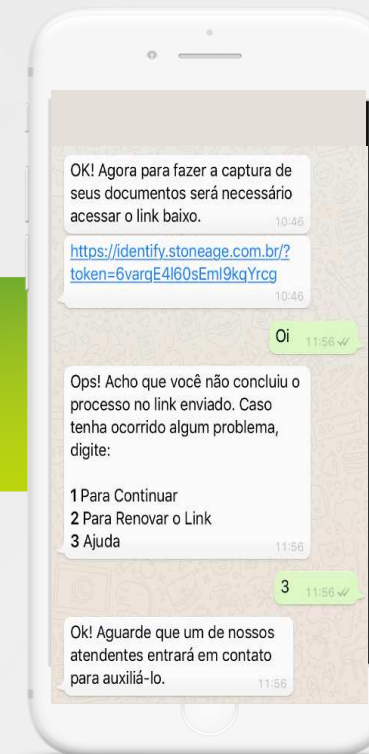 OK! Agora para fazer a captura de
seus documentos será necessário
acessar o link baixo.
10:46
https://identify.stoneage.com.br/?
token=6varqE4l60sEml9kqYrcg
10:46
Oi 11:56
Ops! Acho que você não concluiu o
processo no link enviado. Caso
tenha ocorrido algum problema,
digite:
1 Para Continuar
2 Para Renovar o Link
3 Ajuda
11:56
3 11:56
Ok! Aguarde que um de nossos
atendentes entrará em contato
para auxiliá-lo.
11:56